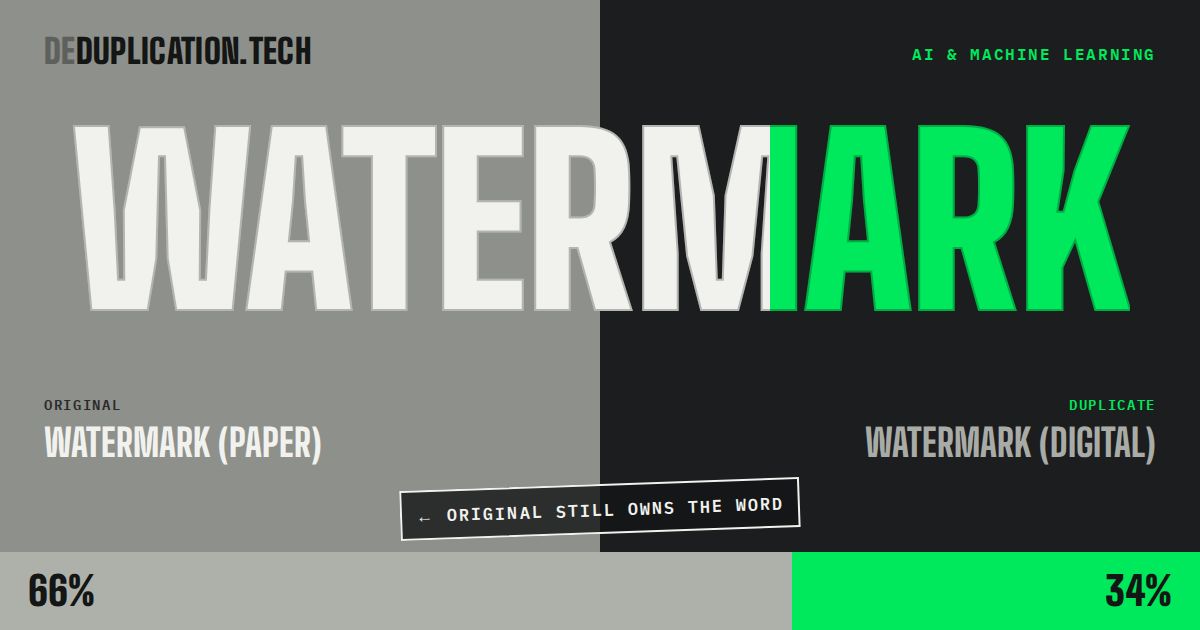 DEDUPLICATION.TECH
AI & MACHINE LEARNING
WATERMARK
ORIGINAL
WATERMARK (PAPER)
DUPLICATE
WATERMARK (DIGITAL)
← ORIGINAL STILL OWNS THE WORD
66%
34%